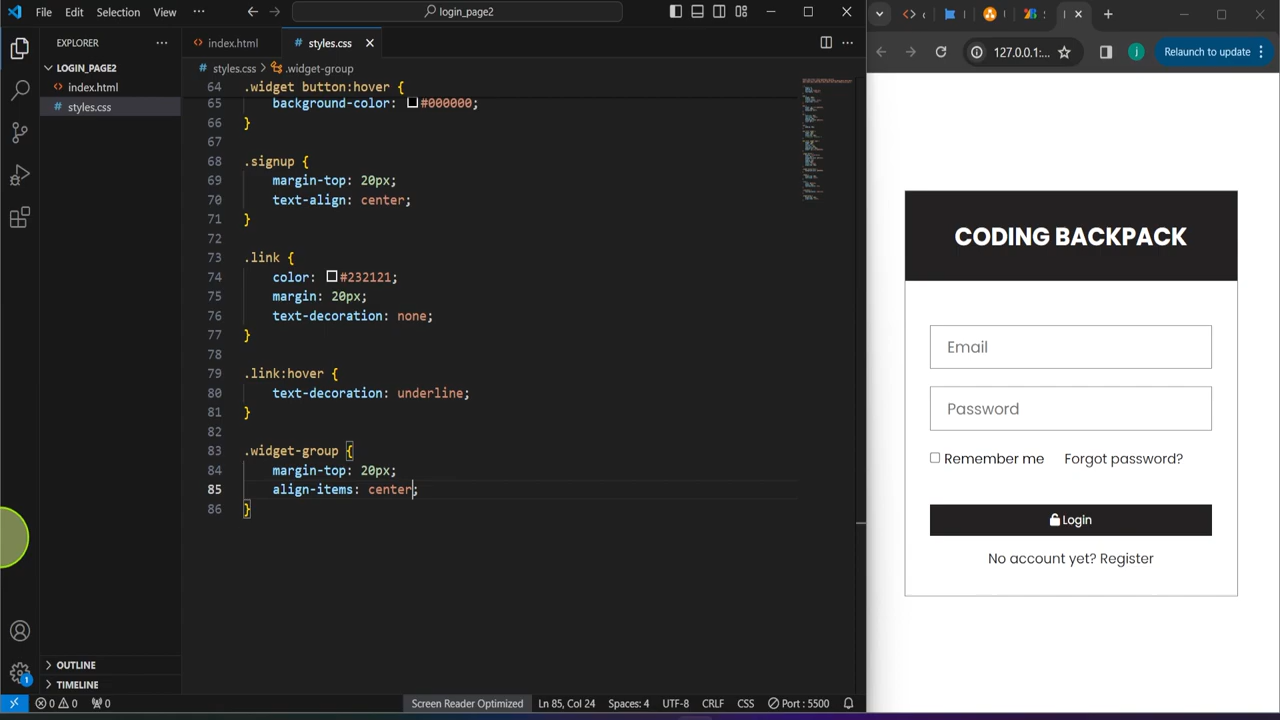 File Edit Selection View ··· login_page2
EXPLORER ···
LOGIN_PAGE2
index.html
styles.css
OUTLINE
TIMELINE
index.html styles.css ···
styles.css > .widget-group
64 .widget button:hover {
65 background-color: #000000;
66 }
67
68 .signup {
69 margin-top: 20px;
70 text-align: center;
71 }
72
73 .link {
74 color: #232121;
75 margin: 20px;
76 text-decoration: none;
77 }
78
79 .link:hover {
80 text-decoration: underline;
81 }
82
83 .widget-group {
84 margin-top: 20px;
85 align-items: center;
86 }
1
0 0 0 Screen Reader Optimized Ln 85, Col 24 Spaces: 4 UTF-8 CRLF CSS Port : 5500
127.0.0.1:... i Relaunch to update
CODING BACKPACK
Email
Password
Remember me Forgot password?
Login
No account yet? Register